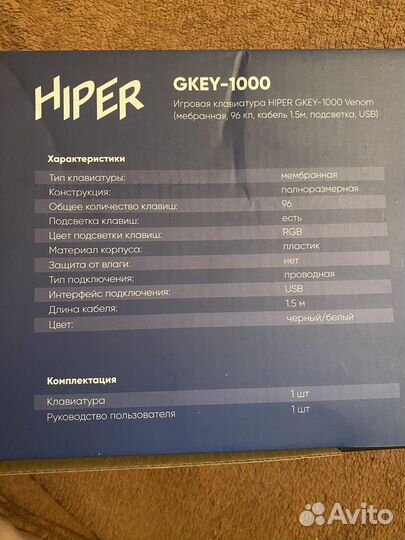 HIPER
GKEY-1000
Игровая клавиатура HIPER GKEY-1000 Venom
(мебранная, 96 кл, кабель 1.5м, подсветка, USB)
Характеристики
Тип клавиатуры: мембранная
Конструкция: полноразмерная
Общее количество клавиш: 96
Подсветка клавиш: есть
Цвет подсветки клавиш: RGB
Материал корпуса: пластик
Защита от влаги: нет
Тип подключения: проводная
Интерфейс подключения: USB
Длина кабеля: 1.5 м
Цвет: черный/белый
Комплектация
Клавиатура 1 шт
Руководство пользователя 1 шт
Avito